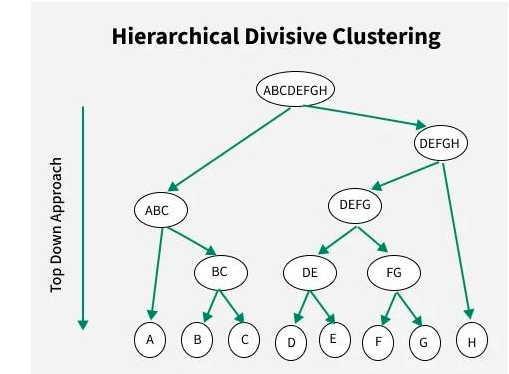 Hierarchical Divisive Clustering
ABCDEFGH
DEFGH
Top Down Approach
ABC
DEFG
BC
DE
FG
A
B
C
D
E
F
G
H